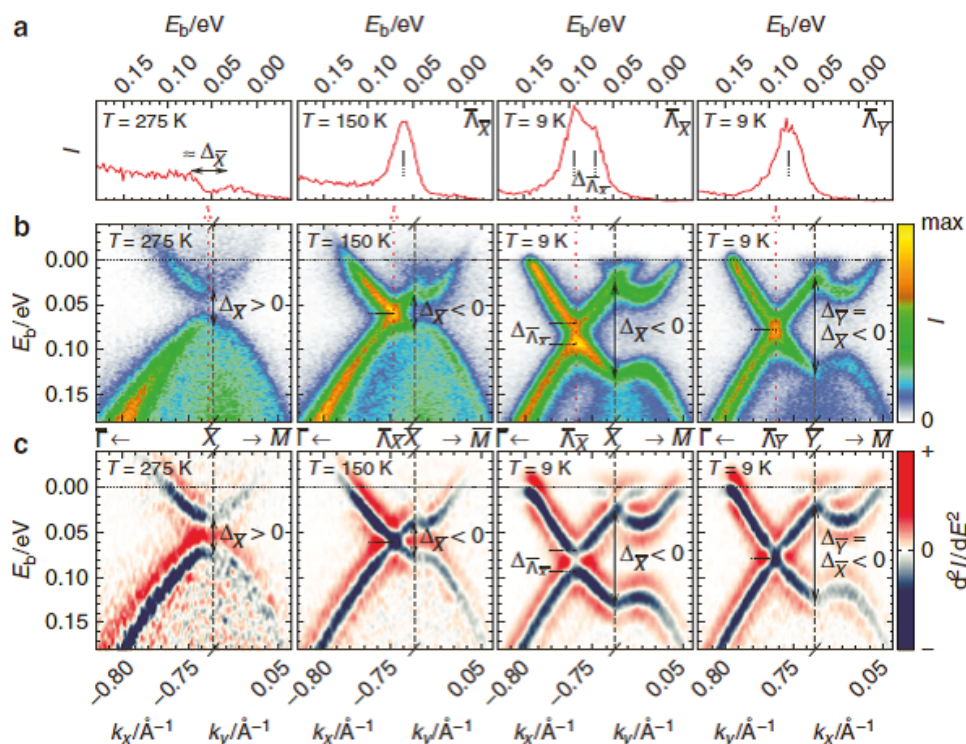 a
E_b/eV E_b/eV E_b/eV E_b/eV
0.15 0.10 0.05 0.00 0.15 0.10 0.05 0.00 0.15 0.10 0.05 0.00 0.15 0.10 0.05 0.00
I
T = 275 K T = 150 K Λ̅_X̅ T = 9 K Λ̅_X̅ T = 9 K Λ̅_Y̅
≈ Δ_X̅ Δ_Λ̅_X̅
b
T = 275 K T = 150 K T = 9 K T = 9 K max
E_b/eV
0.00
0.05
0.10
0.15
Δ_X̅ > 0 Δ_X̅ < 0 Δ_Λ̅_X̅ Δ_X̅ < 0 Δ_Y̅ =
Δ_X̅ < 0
I
0
Γ̅ ← X̅ → M̅ Γ̅ ← Λ̅_X̅ X̅ → M̅ Γ̅ ← Λ̅_X̅ X̅ → M̅ Γ̅ ← Λ̅_Y̅ Y̅ → M̅
c
T = 275 K T = 150 K T = 9 K T = 9 K +
E_b/eV
0.00
0.05
0.10
0.15
Δ_X̅ > 0 Δ_X̅ < 0 Δ_Λ̅_X̅ Δ_X̅ < 0 Δ_Y̅ =
Δ_X̅ < 0
0
d²I/dE²
−
−0.80 −0.75 0.05 −0.80 −0.75 0.05 −0.80 −0.75 0.05 −0.80 −0.75 0.05
k_x/Å⁻¹ k_y/Å⁻¹ k_x/Å⁻¹ k_y/Å⁻¹ k_x/Å⁻¹ k_y/Å⁻¹ k_x/Å⁻¹ k_y/Å⁻¹